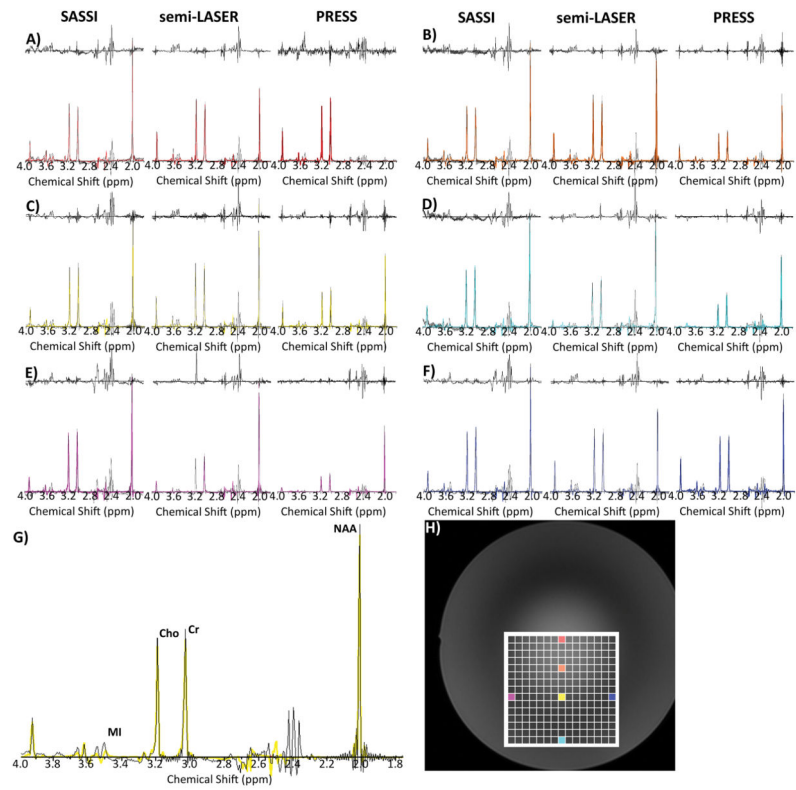 SASSI semi-LASER PRESS SASSI semi-LASER PRESS
A) B)
4.0 3.6 3.2 2.8 2.4 2.0 4.0 3.6 3.2 2.8 2.4 2.0 4.0 3.6 3.2 2.8 2.4 2.0 4.0 3.6 3.2 2.8 2.4 2.0 4.0 3.6 3.2 2.8 2.4 2.0 4.0 3.6 3.2 2.8 2.4 2.0
Chemical Shift (ppm) Chemical Shift (ppm) Chemical Shift (ppm) Chemical Shift (ppm) Chemical Shift (ppm) Chemical Shift (ppm)
C) D)
4.0 3.6 3.2 2.8 2.4 2.0 4.0 3.6 3.2 2.8 2.4 2.0 4.0 3.6 3.2 2.8 2.4 2.0 4.0 3.6 3.2 2.8 2.4 2.0 4.0 3.6 3.2 2.8 2.4 2.0 4.0 3.6 3.2 2.8 2.4 2.0
Chemical Shift (ppm) Chemical Shift (ppm) Chemical Shift (ppm) Chemical Shift (ppm) Chemical Shift (ppm) Chemical Shift (ppm)
E) F)
4.0 3.6 3.2 2.8 2.4 2.0 4.0 3.6 3.2 2.8 2.4 2.0 4.0 3.6 3.2 2.8 2.4 2.0 4.0 3.6 3.2 2.8 2.4 2.0 4.0 3.6 3.2 2.8 2.4 2.0 4.0 3.6 3.2 2.8 2.4 2.0
Chemical Shift (ppm) Chemical Shift (ppm) Chemical Shift (ppm) Chemical Shift (ppm) Chemical Shift (ppm) Chemical Shift (ppm)
G) NAA H)
Cho Cr
MI
4.0 3.8 3.4 3.2 3.0 2.8 2.6 2.4 2.2 2.0 1.8
Chemical Shift (ppm)